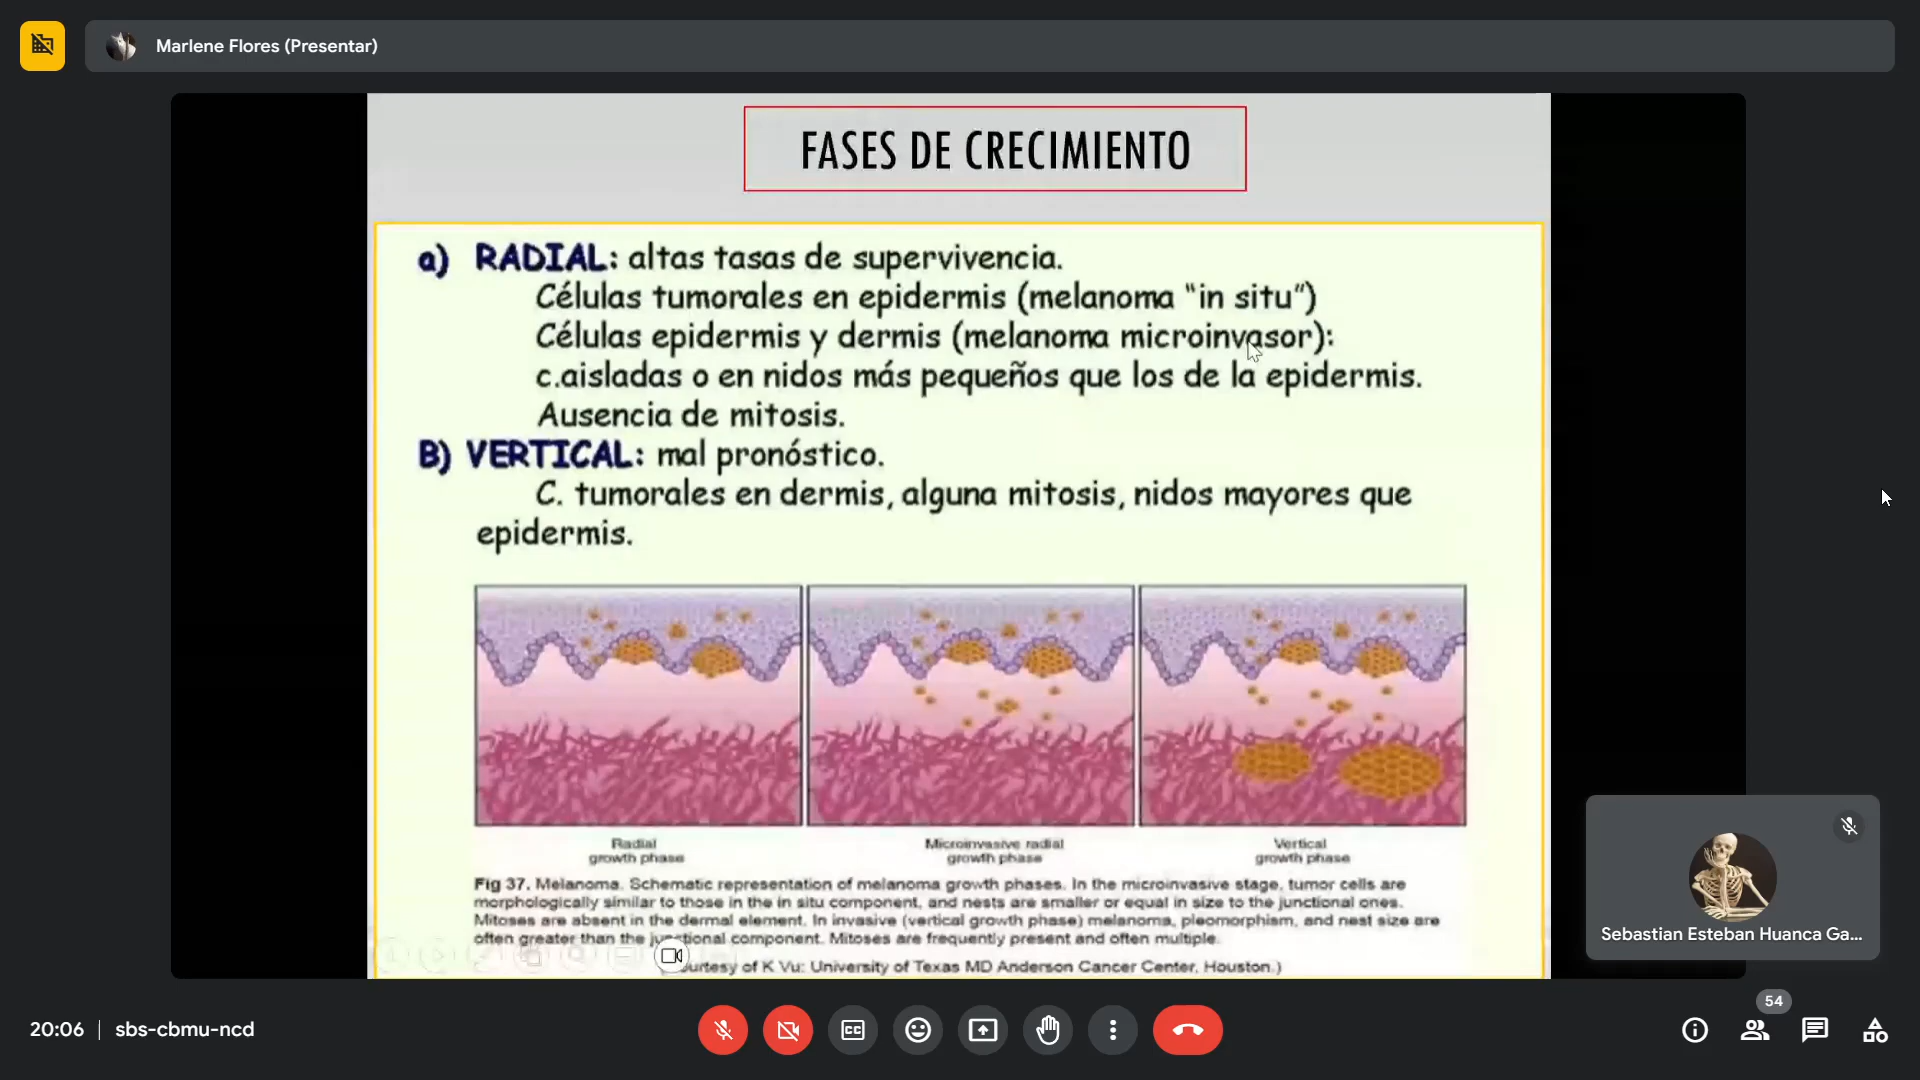 Marlene Flores (Presentar)
FASES DE CRECIMIENTO
a) RADIAL: altas tasas de supervivencia.
Células tumorales en epidermis (melanoma “in situ”)
Células epidermis y dermis (melanoma microinvasor):
c.aisladas o en nidos más pequeños que los de la epidermis.
Ausencia de mitosis.
B) VERTICAL: mal pronóstico.
C. tumorales en dermis, alguna mitosis, nidos mayores que
epidermis.
Radial
growth phase
Microinvasive radial
growth phase
Vertical
growth phase
Fig 37. Melanoma. Schematic representation of melanoma growth phases. In the microinvasive stage, tumor cells are
morphologically similar to those in the in situ component, and nests are smaller or equal in size to the junctional ones.
Mitoses are absent in the dermal element. In invasive (vertical growth phase) melanoma, pleomorphism, and nest size are
often greater than the junctional component. Mitoses are frequently present and often multiple.
of K Vu: University of Texas MD Anderson Cancer Center, Houston.)
Sebastian Esteban Huanca Ga...
54
20:06 | sbs-cbmu-ncd